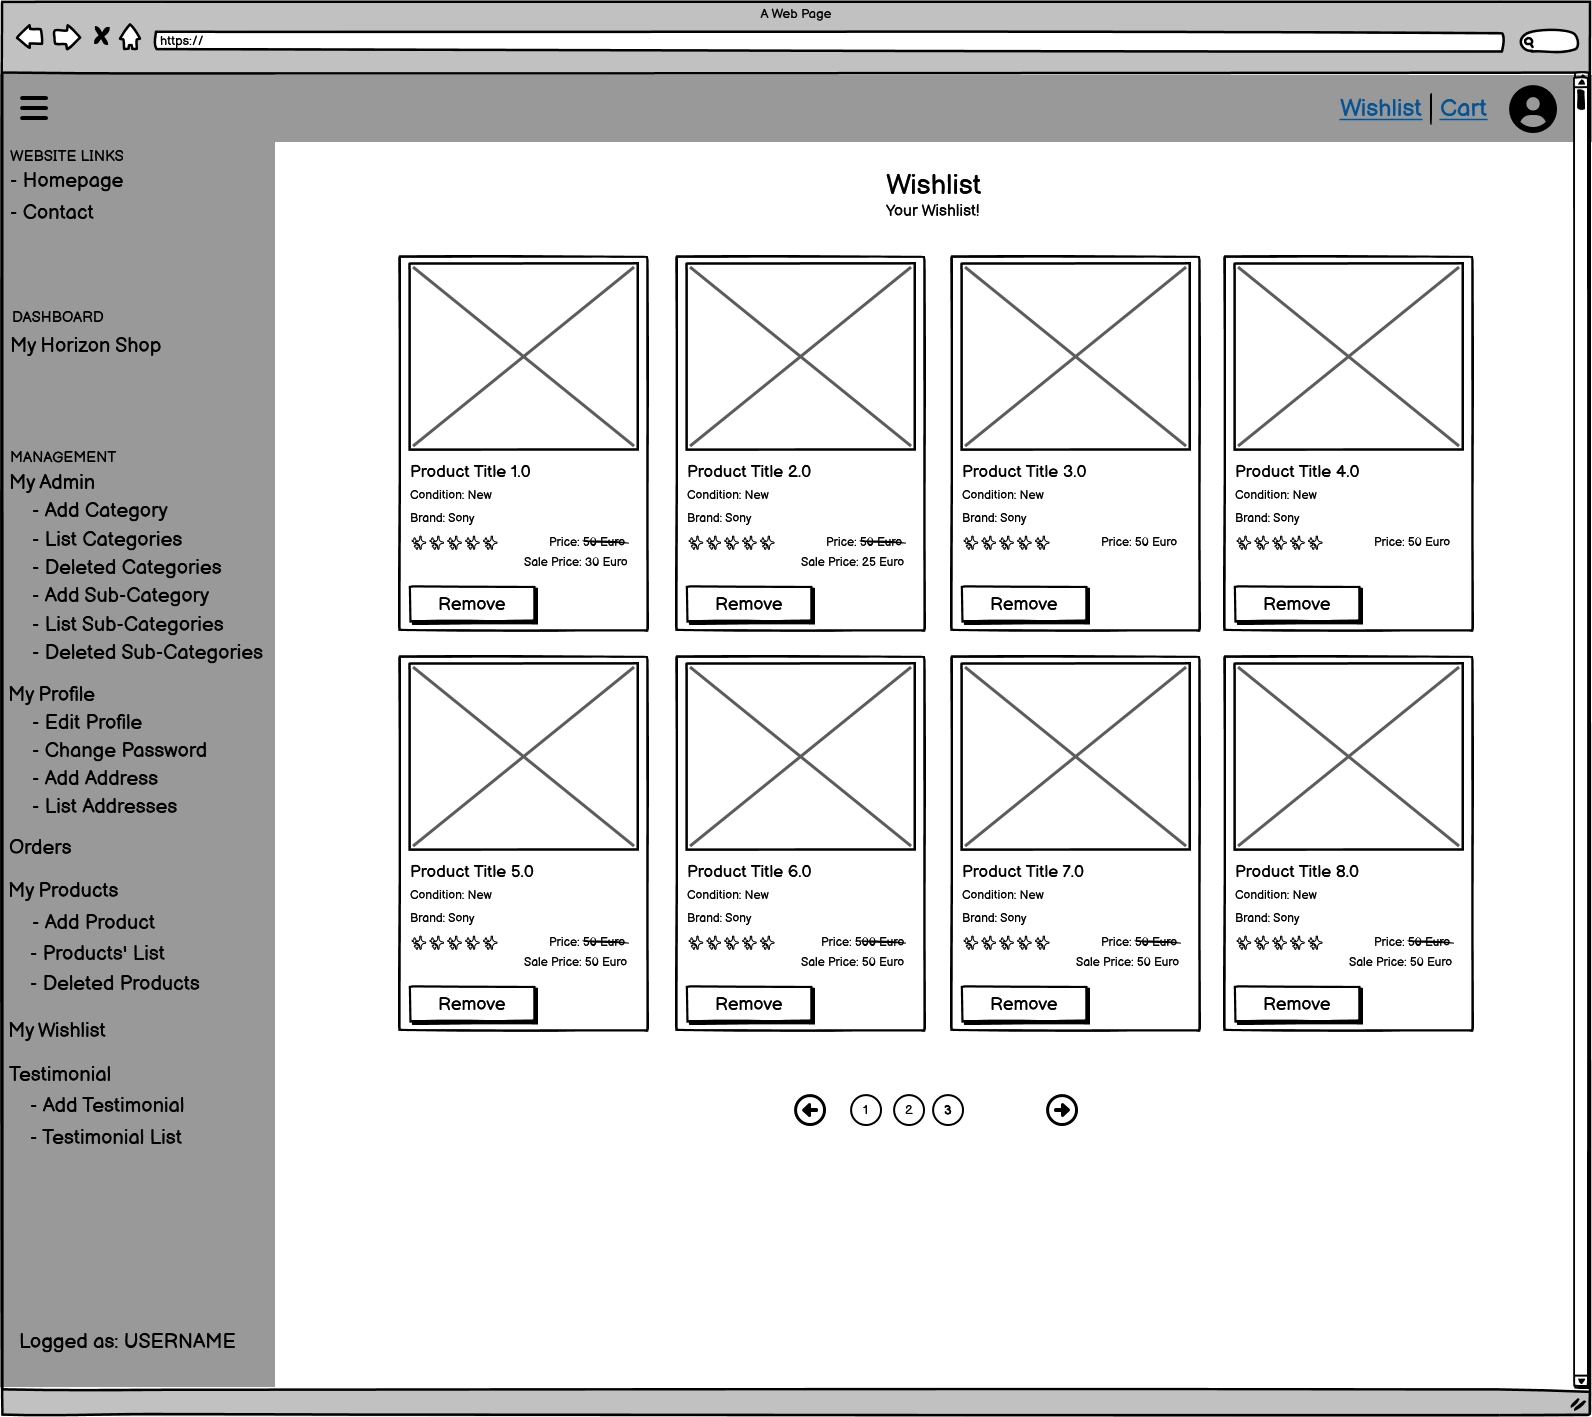 A Web Page
https://
Wishlist | Cart
WEBSITE LINKS
- Homepage
- Contact
DASHBOARD
My Horizon Shop
MANAGEMENT
My Admin
- Add Category
- List Categories
- Deleted Categories
- Add Sub-Category
- List Sub-Categories
- Deleted Sub-Categories
My Profile
- Edit Profile
- Change Password
- Add Address
- List Addresses
Orders
My Products
- Add Product
- Products' List
- Deleted Products
My Wishlist
Testimonial
- Add Testimonial
- Testimonial List
Logged as: USERNAME
Wishlist
Your Wishlist!
Product Title 1.0
Condition: New
Brand: Sony
Price: 50 Euro
Sale Price: 30 Euro
Remove
Product Title 2.0
Condition: New
Brand: Sony
Price: 50 Euro
Sale Price: 25 Euro
Remove
Product Title 3.0
Condition: New
Brand: Sony
Price: 50 Euro
Remove
Product Title 4.0
Condition: New
Brand: Sony
Price: 50 Euro
Remove
Product Title 5.0
Condition: New
Brand: Sony
Price: 50 Euro
Sale Price: 50 Euro
Remove
Product Title 6.0
Condition: New
Brand: Sony
Price: 500 Euro
Sale Price: 50 Euro
Remove
Product Title 7.0
Condition: New
Brand: Sony
Price: 50 Euro
Sale Price: 50 Euro
Remove
Product Title 8.0
Condition: New
Brand: Sony
Price: 50 Euro
Sale Price: 50 Euro
Remove
1 2 3